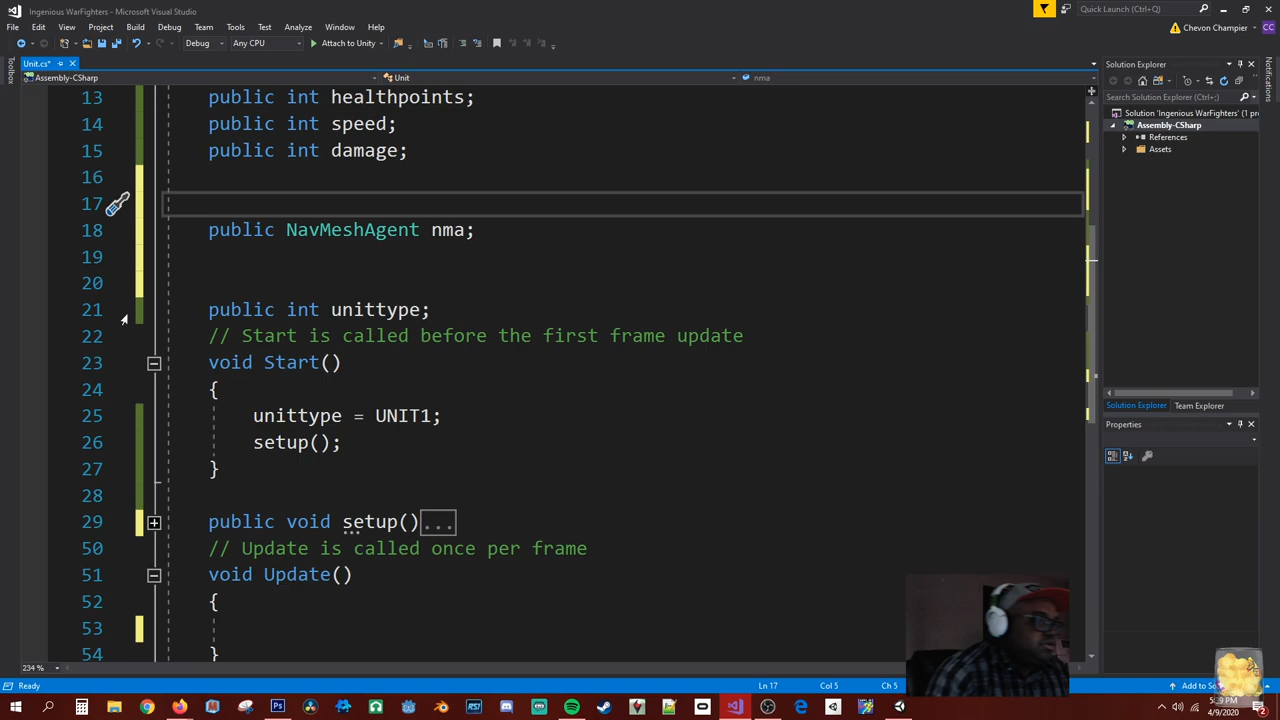 Ingenious WarFighters - Microsoft Visual Studio
Quick Launch (Ctrl+Q)
File Edit View Project Build Debug Team Tools Test Analyze Window Help
Chevon Champier CC
Debug Any CPU Attach to Unity
Unit.cs*
Toolbox
Assembly-CSharp Unit nma
13 public int healthpoints;
14 public int speed;
15 public int damage;
16
17
18 public NavMeshAgent nma;
19
20
21 public int unittype;
22 // Start is called before the first frame update
23 void Start()
24 {
25 unittype = UNIT1;
26 setup();
27 }
28
29 public void setup()...
50 // Update is called once per frame
51 void Update()
52 {
53
54 }
234 %
Solution Explorer
Search Solution Explorer (Ctrl+;)
Solution 'Ingenious WarFighters' (1 pr
Assembly-CSharp
References
Assets
Solution Explorer Team Explorer
Properties
Notifications
Ready Ln 17 Col 5 Ch 5 Add to So
4/9/2020
2